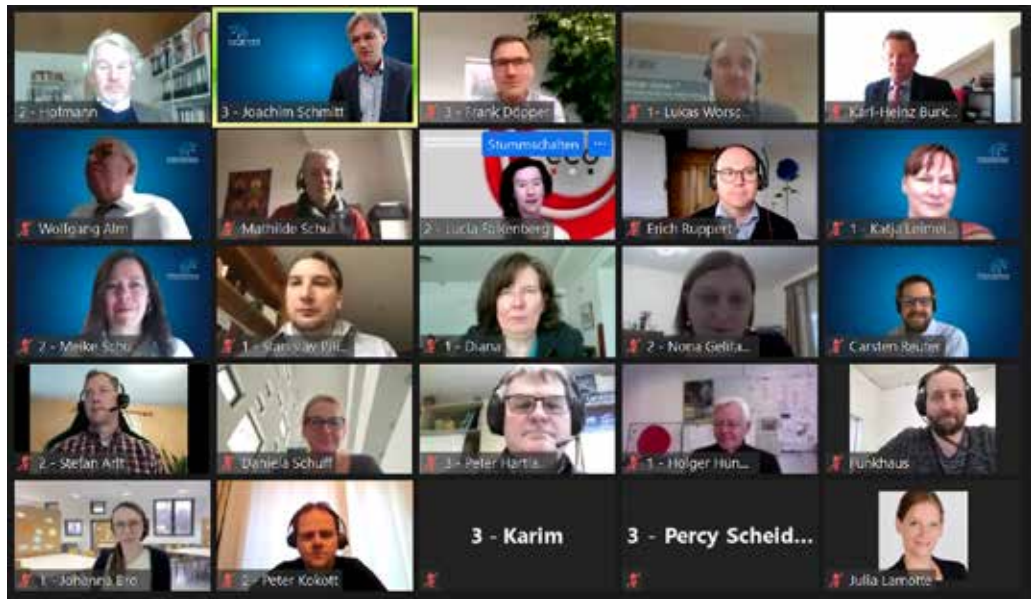 2 - Hofmann
3 - Joachim Schmitt
3 - Frank Döpper
1- Lukas Worsc...
Karl-Heinz Burk...
Wolfgang Alm
Mathilde Schul...
Stummschalten ...
2 - Lucia Falkenberg
Erich Ruppert
1 - Katja Leimei...
2 - Meike Schu...
1 - Stanislaw
1 - Diana
2 - Nona Gelita...
Carsten Reuter
2 - Stefan Arlt
Daniela Schuff
3 - Peter Hartla...
1 - Holger Hün...
Funkhaus
1 - Johanna Bro
2 - Peter Kokott
3 - Karim
3 - Percy Scheid...
Julia Lamotte